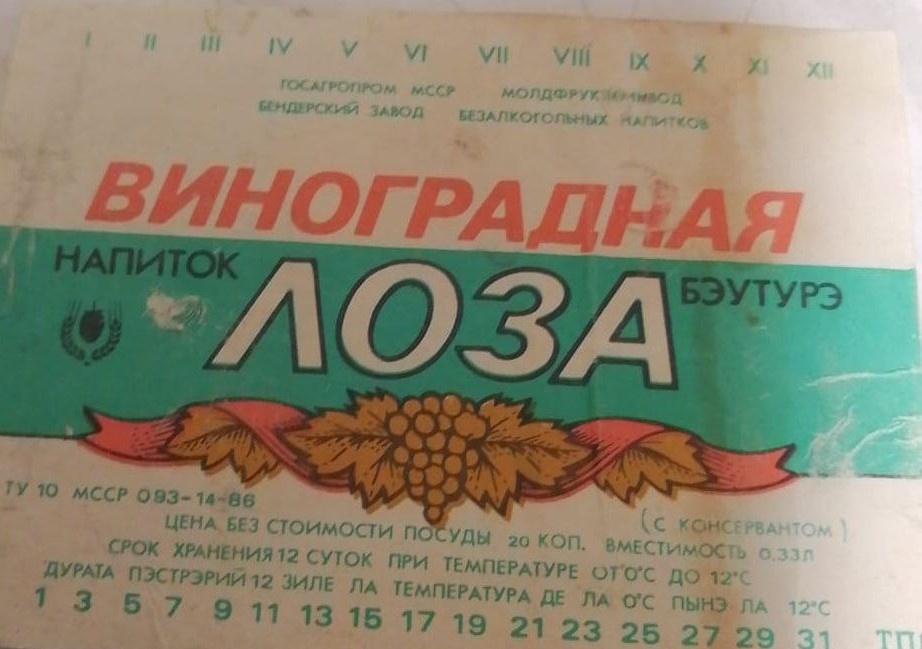 I II III IV V VI VII VIII IX X XI XII
ГОСАГРОПРОМ МССР МОЛДФРУКТОВИНВОД
БЕНДЕРСКИЙ ЗАВОД БЕЗАЛКОГОЛЬНЫХ НАПИТКОВ
ВИНОГРАДНАЯ
НАПИТОК ЛОЗА БЭУТУРЭ
ТУ 10 МССР 093-14-86 (С КОНСЕРВАНТОМ)
ЦЕНА БЕЗ СТОИМОСТИ ПОСУДЫ 20 КОП. ВМЕСТИМОСТЬ 0,33Л
СРОК ХРАНЕНИЯ 12 СУТОК ПРИ ТЕМПЕРАТУРЕ ОТ 0°С ДО 12°С
ДУРАТА ПЭСТРЭРИЙ 12 ЗИЛЕ ЛА ТЕМПЕРАТУРА ДЕ ЛА 0°С ПЫНЭ ЛА 12°С
1 3 5 7 9 11 13 15 17 19 21 23 25 27 29 31